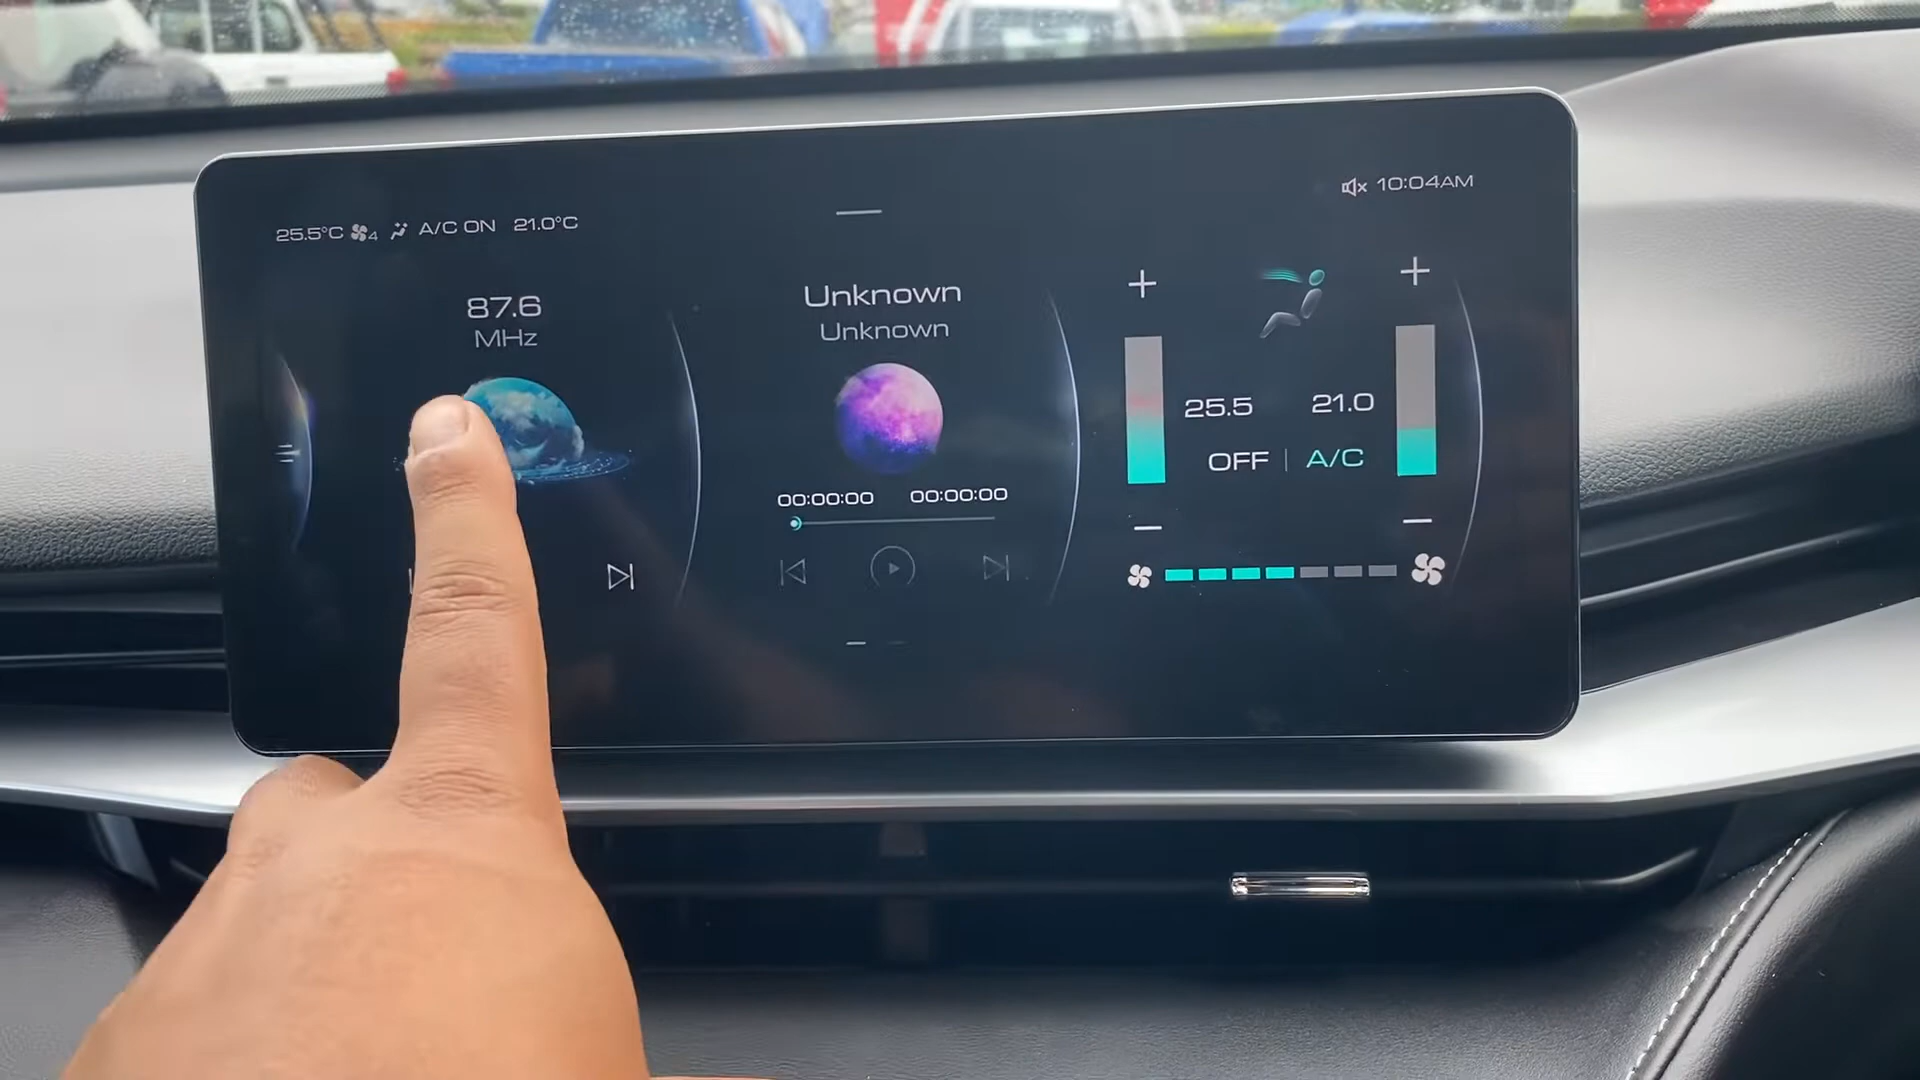 25.5°C 4 A/C ON 21.0°C
10:04AM
87.6
MHz
Unknown
Unknown
00:00:00 00:00:00
+ +
25.5 21.0
OFF | A/C
− −